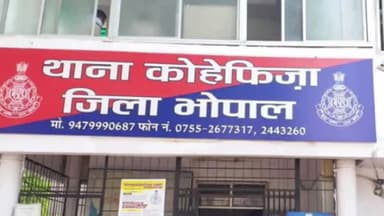 थाना कोहेफिज़ा
जिला भोपाल
मो. 9479990687 फोन नं. 0755-2677317, 2443260